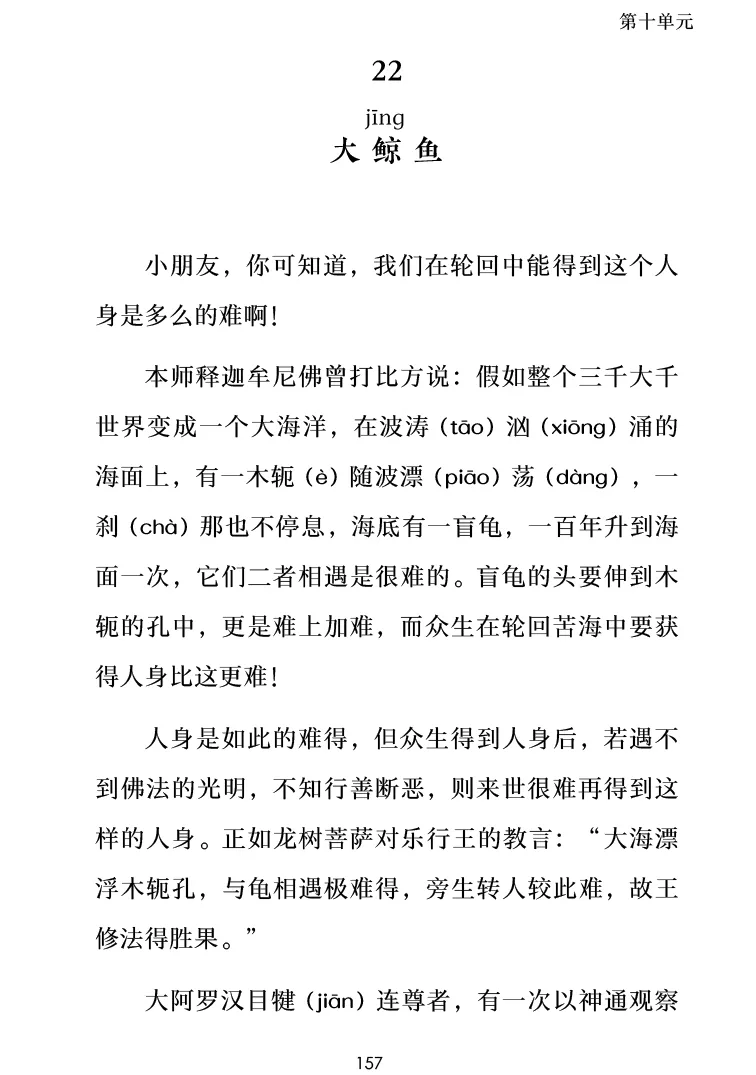 第十单元
22
jīng
大鲸鱼
小朋友，你可知道，我们在轮回中能得到这个人
身是多么的难啊！
本师释迦牟尼佛曾打比方说：假如整个三千大千
世界变成一个大海洋，在波涛（tāo）汹（xiōng）涌的
海面上，有一木轭（è）随波漂（piāo）荡（dàng），一
刹（chà）那也不停息，海底有一盲龟，一百年升到海
面一次，它们二者相遇是很难的。盲龟的头要伸到木
轭的孔中，更是难上加难，而众生在轮回苦海中要获
得人身比这更难！
人身是如此的难得，但众生得到人身后，若遇不
到佛法的光明，不知行善断恶，则来世很难再得到这
样的人身。正如龙树菩萨对乐行王的教言：“大海漂
浮木轭孔，与龟相遇极难得，旁生转人较此难，故王
修法得胜果。”
大阿罗汉目犍（jiān）连尊者，有一次以神通观察
157